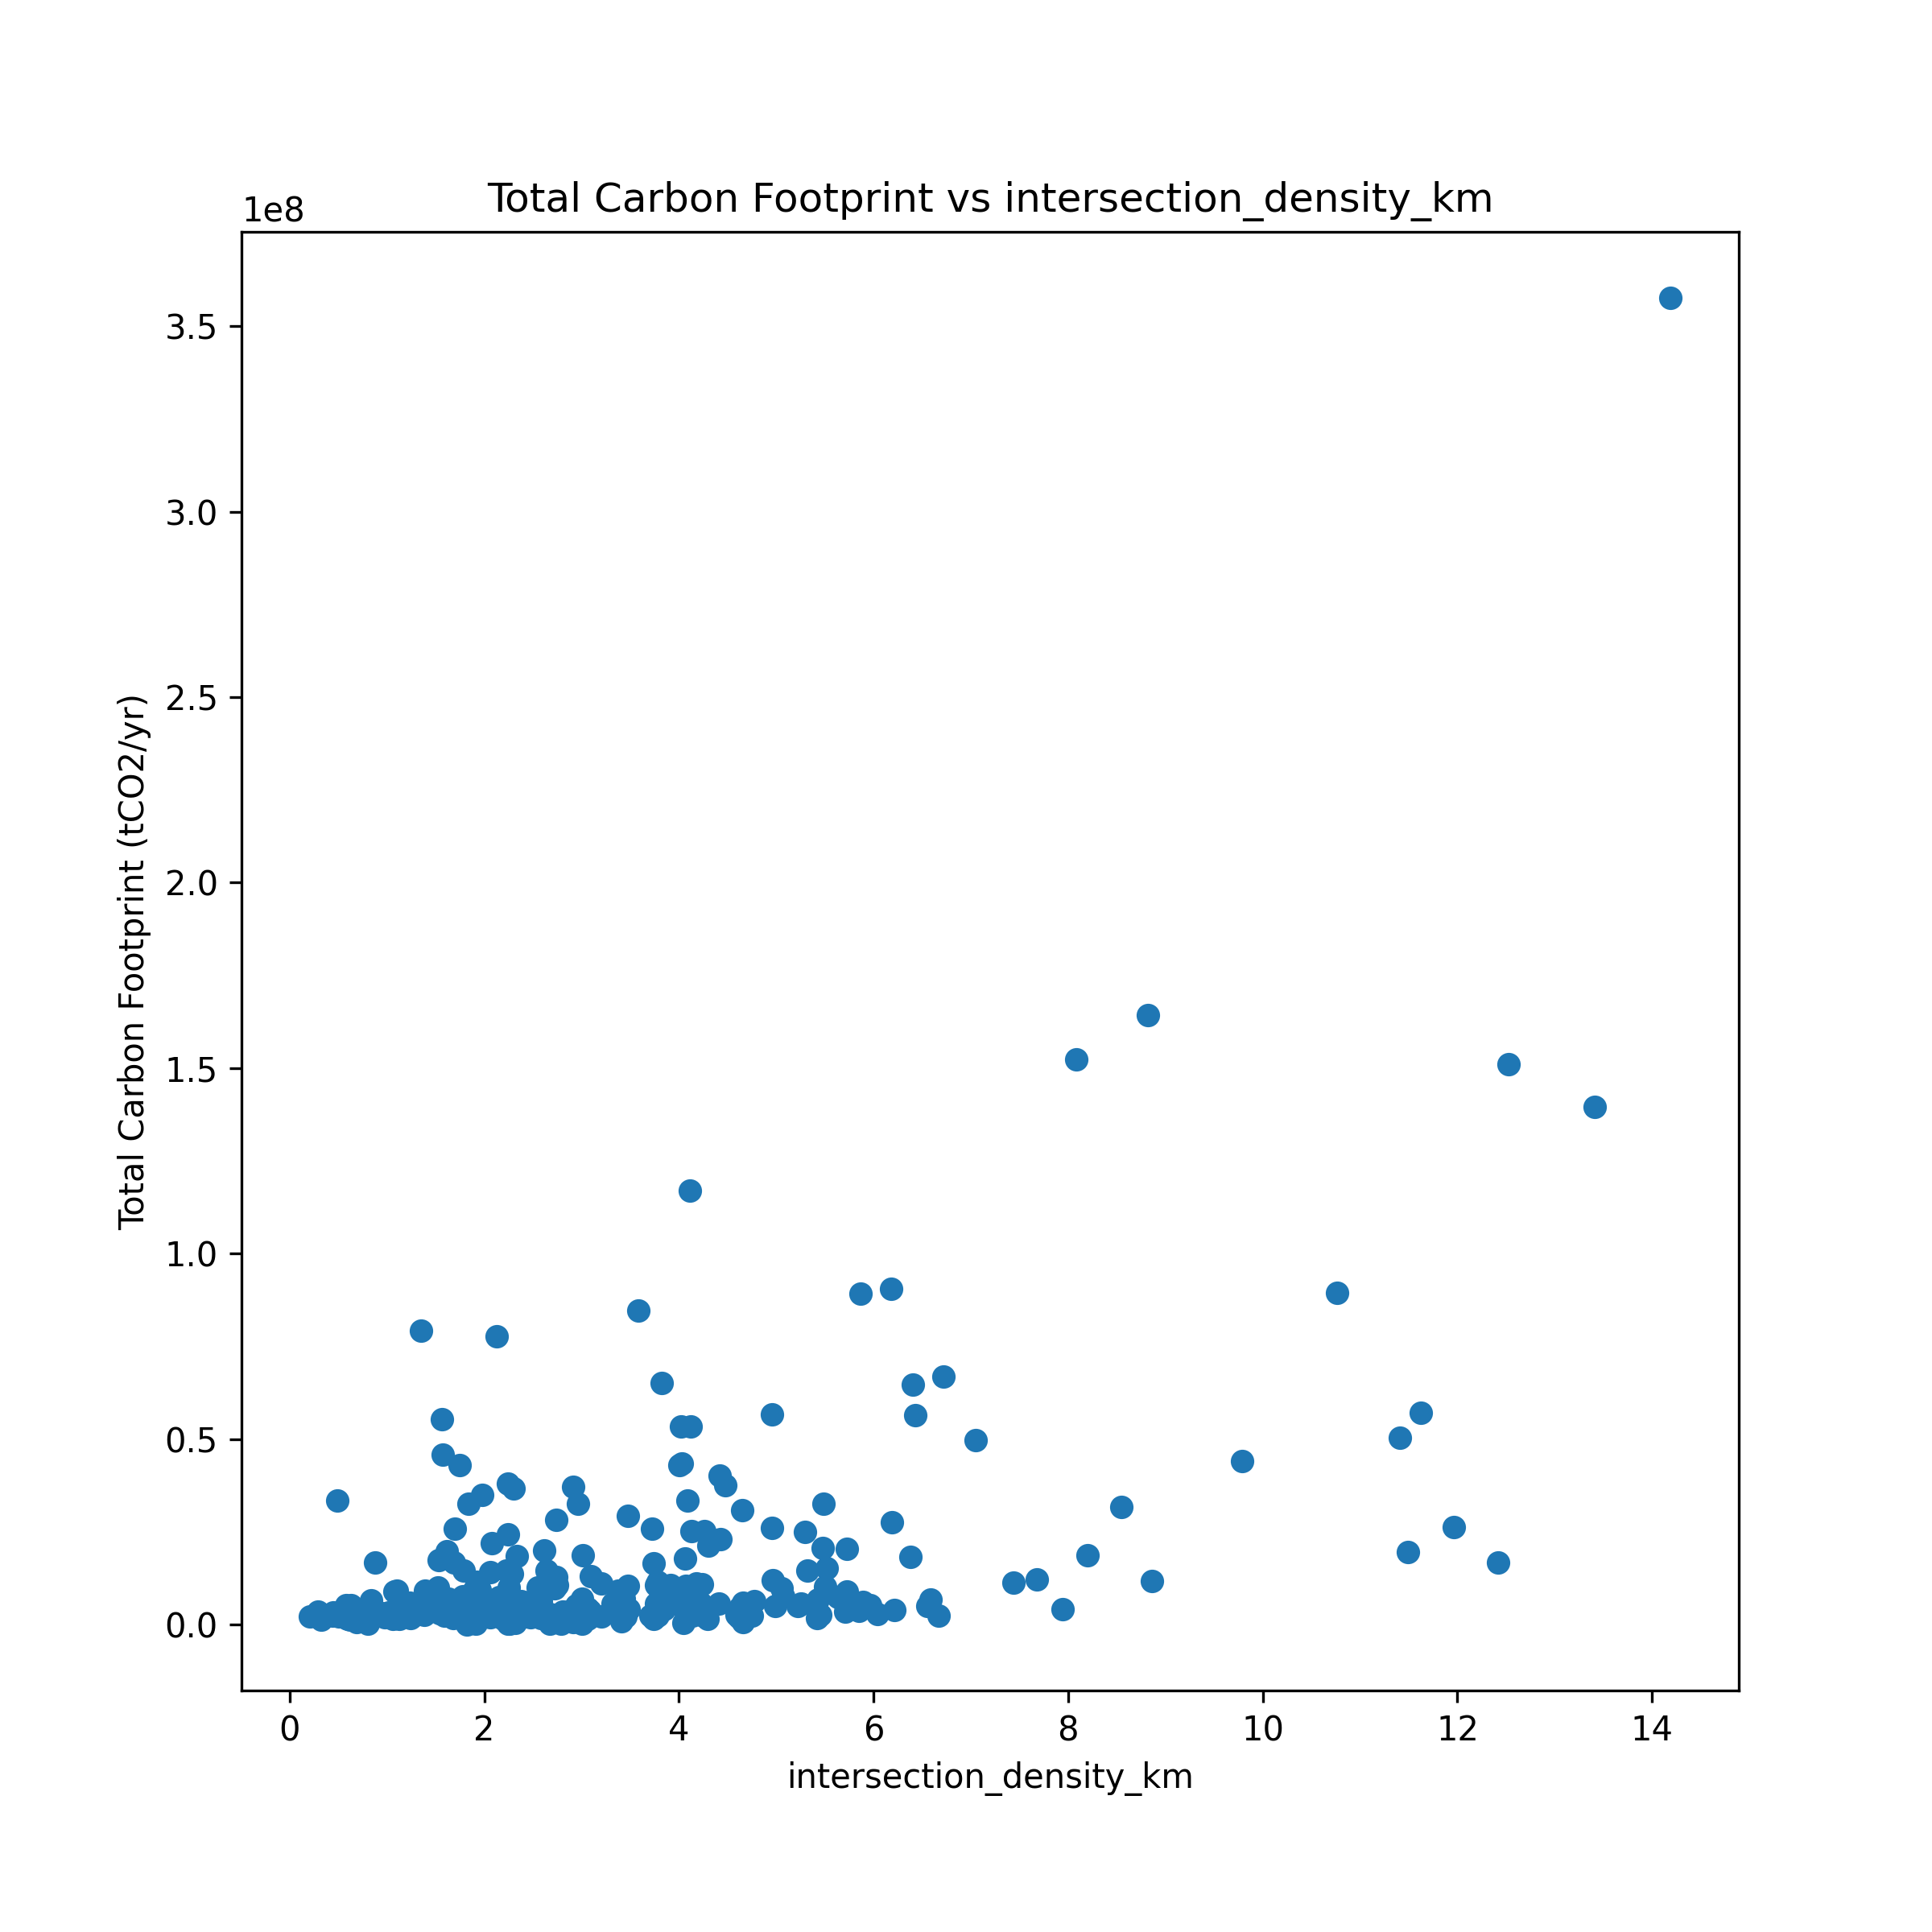 Total Carbon Footprint vs intersection_density_km
1e8
3.5
3.0
2.5
2.0
1.5
1.0
0.5
0.0
Total Carbon Footprint (tCO2/yr)
0 2 4 6 8 10 12 14
intersection_density_km